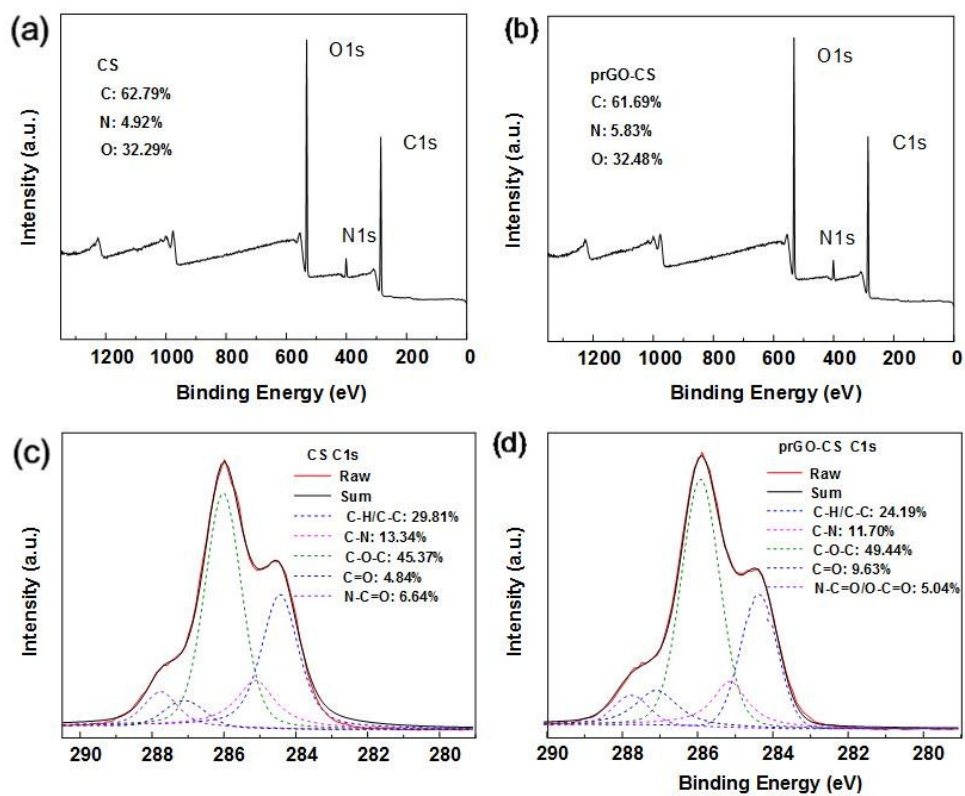 (a)
CS
C: 62.79%
N: 4.92%
O: 32.29%
O1s
C1s
N1s
Intensity (a.u.)
1200 1000 800 600 400 200 0
Binding Energy (eV)
(b)
prGO-CS
C: 61.69%
N: 5.83%
O: 32.48%
O1s
C1s
N1s
Intensity (a.u.)
1200 1000 800 600 400 200 0
Binding Energy (eV)
(c)
CS C1s
Raw
Sum
C-H/C-C: 29.81%
C-N: 13.34%
C-O-C: 45.37%
C=O: 4.84%
N-C=O: 6.64%
Intensity (a.u.)
290 288 286 284 282 280
(d)
prGO-CS C1s
Raw
Sum
C-H/C-C: 24.19%
C-N: 11.70%
C-O-C: 49.44%
C=O: 9.63%
N-C=O/O-C=O: 5.04%
Intensity (a.u.)
290 288 286 284 282 280
Binding Energy (eV)